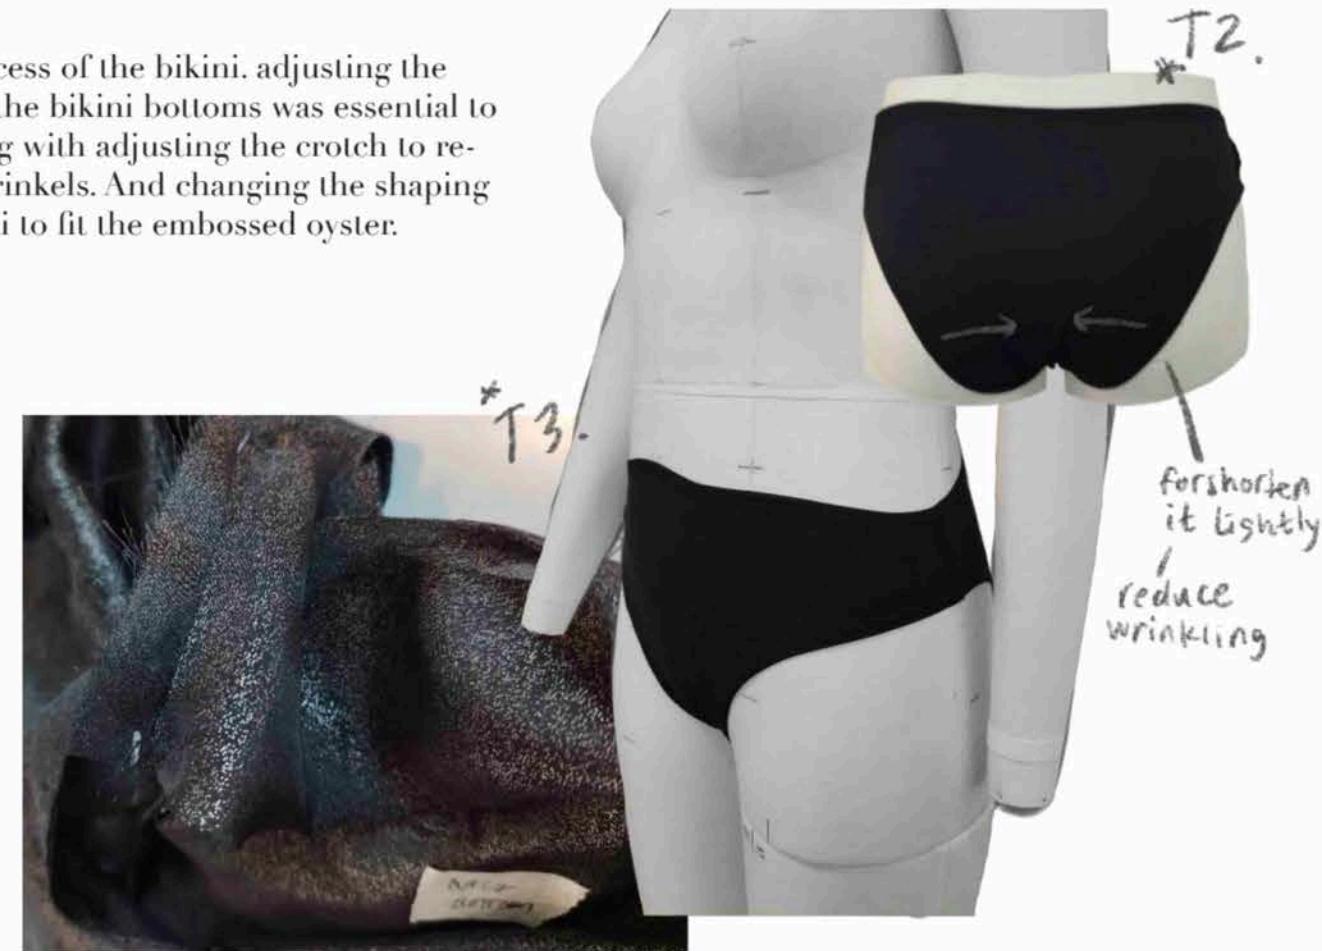 cess of the bikini. adjusting the
he bikini bottoms was essential to
g with adjusting the crotch to re-
rinkels. And changing the shaping
i to fit the embossed oyster.
*T2.
*T3.
forshorten
it lightly
reduce
wrinkling
bottom